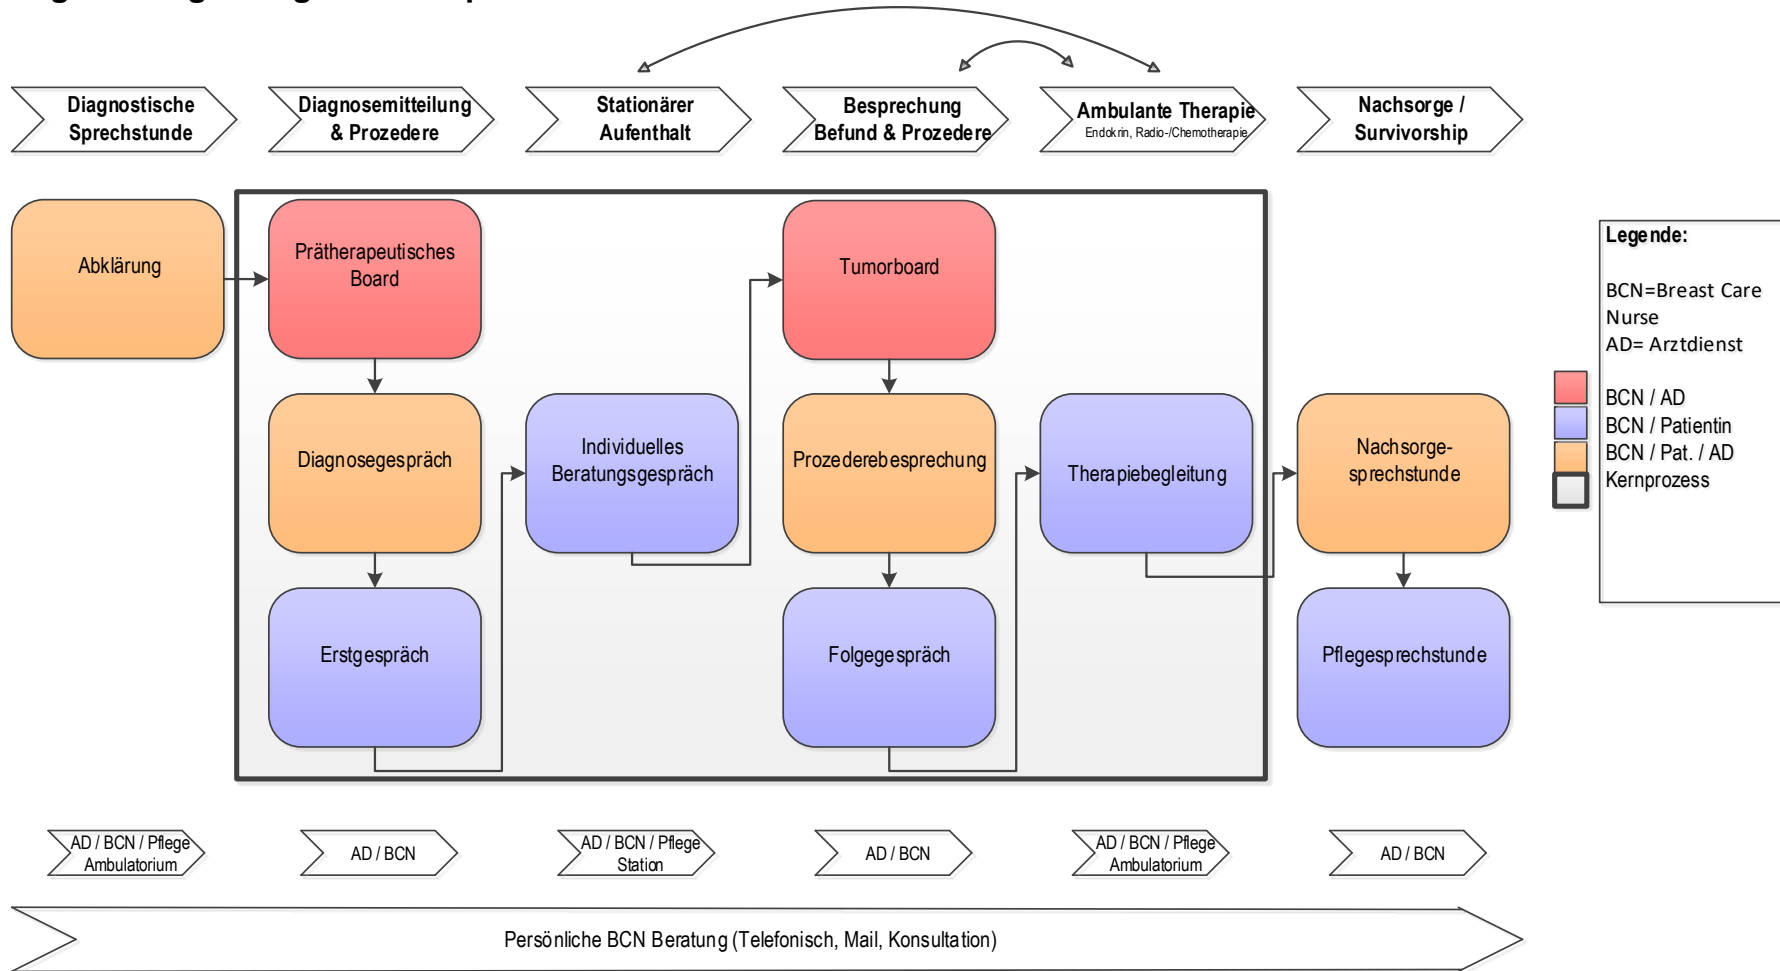 Diagnostische
Sprechstunde
Diagnosemitteilung
& Prozedere
Stationärer
Aufenthalt
Besprechung
Befund & Prozedere
Ambulante Therapie
Endokrin, Radio-/Chemotherapie
Nachsorge /
Survivorship
Abklärung
Prätherapeutisches
Board
Tumorboard
Diagnosegespräch
Individuelles
Beratungsgespräch
Prozederebesprechung
Therapiebegleitung
Nachsorge-
sprechstunde
Erstgespräch
Folgegespräch
Pflegesprechstunde
Legende:
BCN=Breast Care
Nurse
AD= Arztdienst
BCN / AD
BCN / Patientin
BCN / Pat. / AD
Kernprozess
AD / BCN / Pflege
Ambulatorium
AD / BCN
AD / BCN / Pflege
Station
AD / BCN
AD / BCN / Pflege
Ambulatorium
AD / BCN
Persönliche BCN Beratung (Telefonisch, Mail, Konsultation)